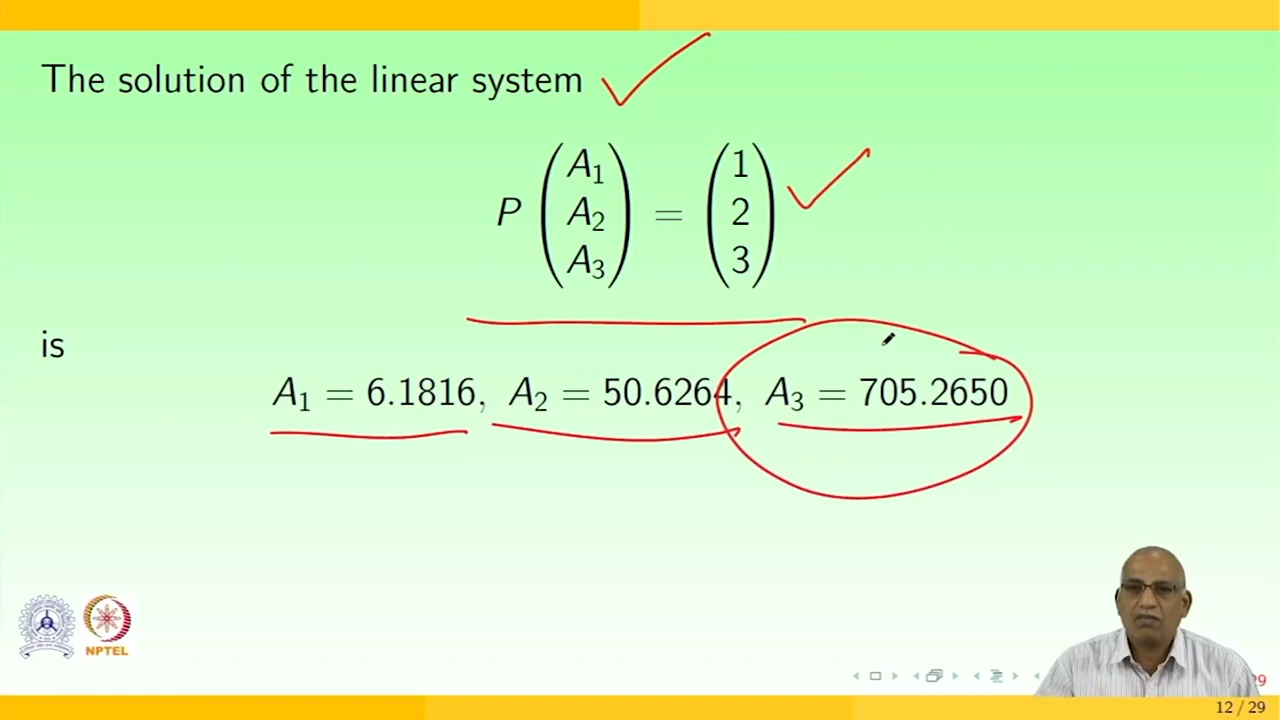 The solution of the linear system
P (A₁ A₂ A₃) = (1 2 3)
is
A₁ = 6.1816, A₂ = 50.6264, A₃ = 705.2650
NPTEL
29
12 / 29